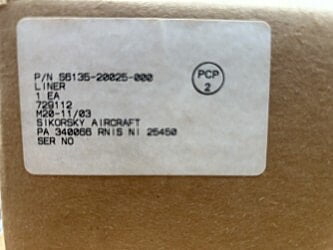 P/N S6135-20025-000
LINER
1 EA
729112
M20-11/03
SIKORSKY AIRCRAFT
PA 340066 RNIS NI 25450
SER NO
PCP
2